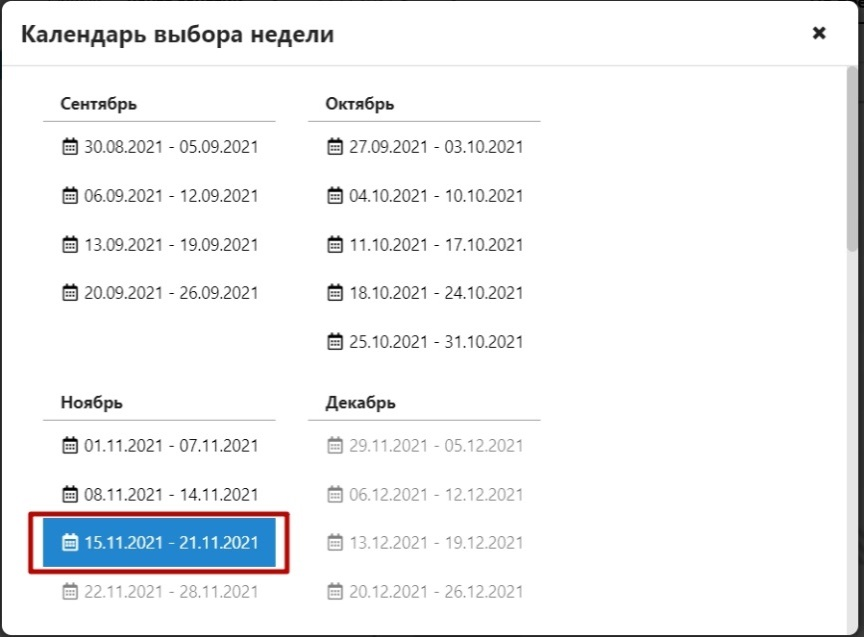 Календарь выбора недели
Сентябрь
30.08.2021 - 05.09.2021
06.09.2021 - 12.09.2021
13.09.2021 - 19.09.2021
20.09.2021 - 26.09.2021
Октябрь
27.09.2021 - 03.10.2021
04.10.2021 - 10.10.2021
11.10.2021 - 17.10.2021
18.10.2021 - 24.10.2021
25.10.2021 - 31.10.2021
Ноябрь
01.11.2021 - 07.11.2021
08.11.2021 - 14.11.2021
15.11.2021 - 21.11.2021
22.11.2021 - 28.11.2021
Декабрь
29.11.2021 - 05.12.2021
06.12.2021 - 12.12.2021
13.12.2021 - 19.12.2021
20.12.2021 - 26.12.2021